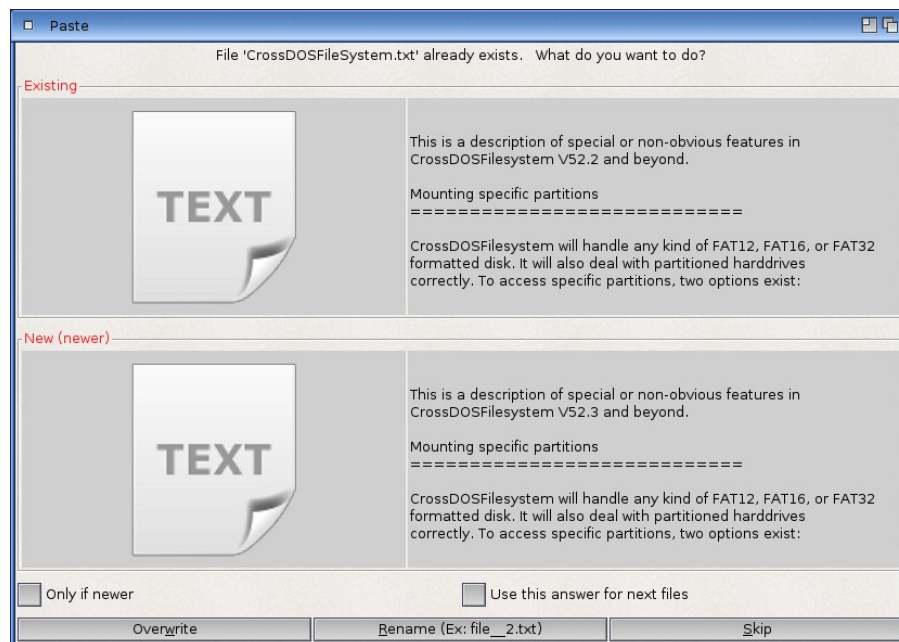 Paste
File 'CrossDOSFileSystem.txt' already exists. What do you want to do?
Existing
TEXT
This is a description of special or non-obvious features in
CrossDOSFilesystem V52.2 and beyond.
Mounting specific partitions
============================
CrossDOSFilesystem will handle any kind of FAT12, FAT16, or FAT32
formatted disk. It will also deal with partitioned harddrives
correctly. To access specific partitions, two options exist:
New (newer)
TEXT
This is a description of special or non-obvious features in
CrossDOSFilesystem V52.3 and beyond.
Mounting specific partitions
============================
CrossDOSFilesystem will handle any kind of FAT12, FAT16, or FAT32
formatted disk. It will also deal with partitioned harddrives
correctly. To access specific partitions, two options exist:
Only if newer
Use this answer for next files
Overwrite
Rename (Ex: file__2.txt)
Skip